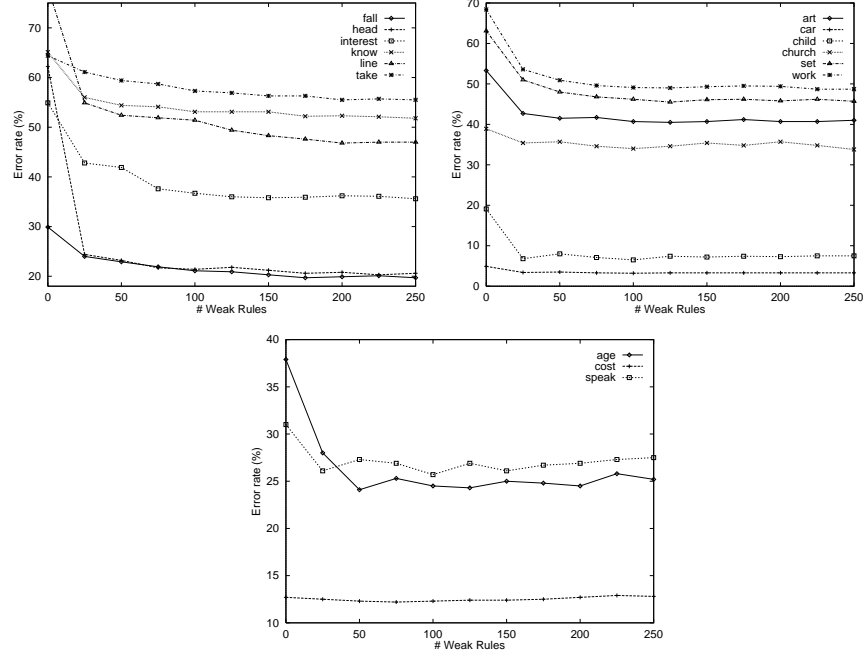 75
70
60
50
40
30
20
Error rate (%)
0
50
100
150
200
250
# Weak Rules
fall
head
interest
know
line
take
70
60
50
40
30
20
10
0
Error rate (%)
0
50
100
150
200
250
# Weak Rules
art
car
child
church
set
work
40
35
30
25
20
15
10
Error rate (%)
0
50
100
150
200
250
# Weak Rules
age
cost
speak